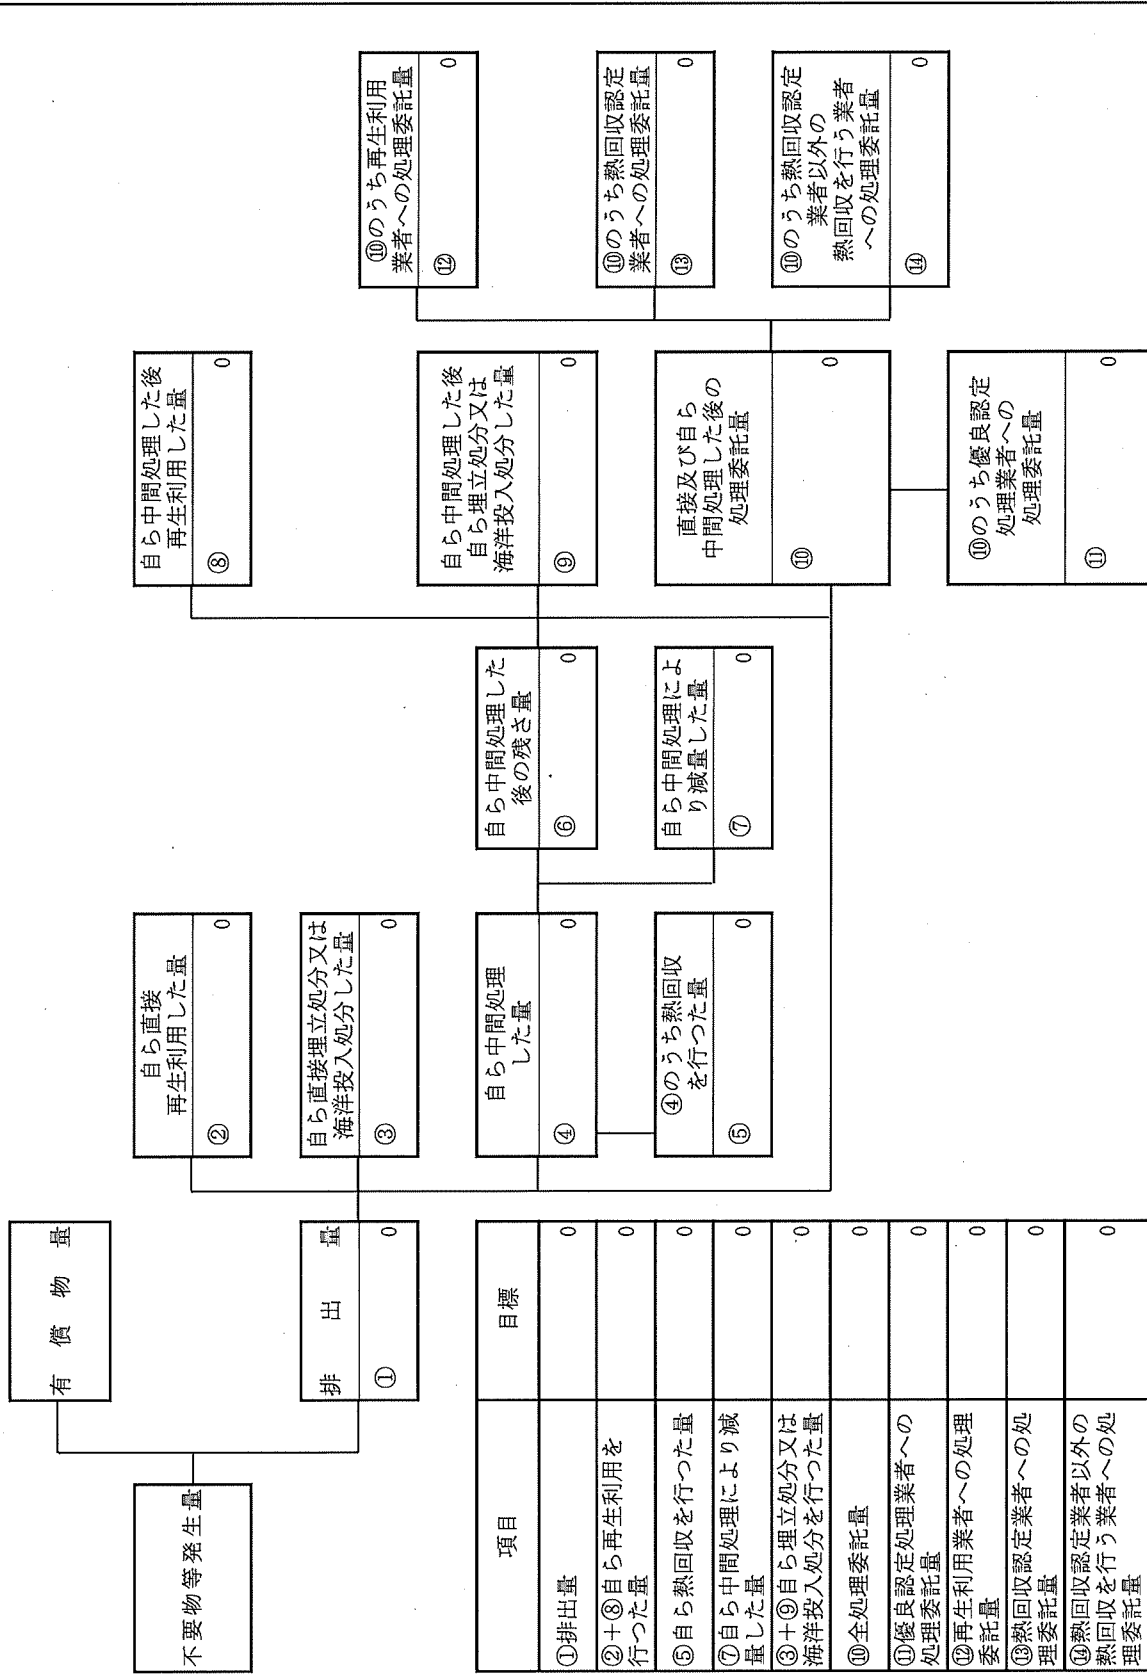 不要物等発生量
有償物量
排出量
① 0
自ら直接
再生利用した量
② 0
自ら直接埋立処分又は
海洋投入処分した量
③ 0
自ら中間処理
した量
④ 0
④のうち熱回収
を行つた量
⑤ 0
自ら中間処理した
後の残さ量
⑥ 0
自ら中間処理によ
り減量した量
⑦ 0
自ら中間処理した後
再生利用した量
⑧ 0
自ら中間処理した後
自ら埋立処分又は
海洋投入処分した量
⑨ 0
直接及び自ら
中間処理した後の
処理委託量
⑩ 0
⑩のうち優良認定
処理業者への
処理委託量
⑪ 0
⑩のうち再生利用
業者への処理委託量
⑫ 0
⑩のうち熱回収認定
業者への処理委託量
⑬ 0
⑩のうち熱回収認定
業者以外の
熱回収を行う業者
への処理委託量
⑭ 0
項目 目標
①排出量 0
②+⑧自ら再生利用を
行つた量 0
⑤自ら熱回収を行つた量 0
⑦自ら中間処理により減
量した量 0
③+⑨自ら埋立処分又は
海洋投入処分を行つた量 0
⑩全処理委託量 0
⑪優良認定処理業者への
処理委託量 0
⑫再生利用業者への処理
委託量 0
⑬熱回収認定業者への処
理委託量 0
⑭熱回収認定業者以外の
熱回収を行う業者への処
理委託量 0